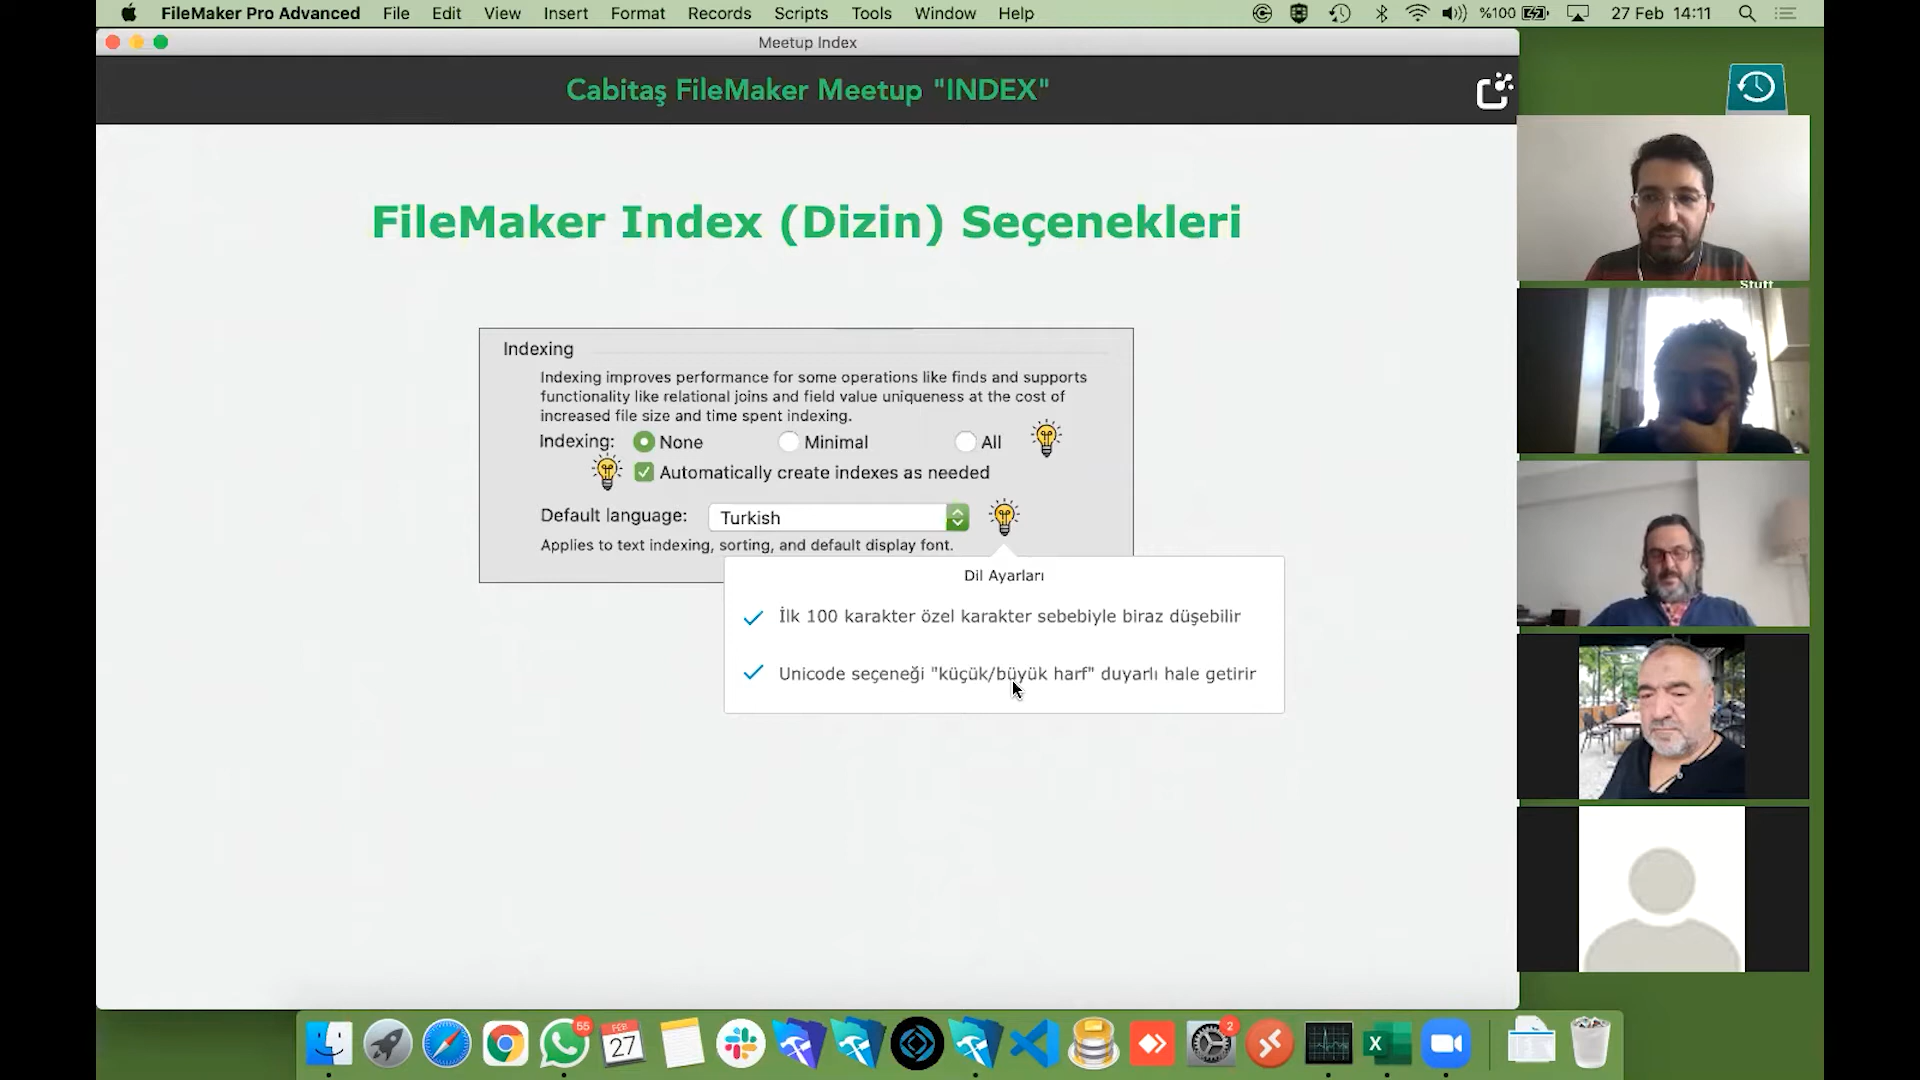 FileMaker Pro Advanced File Edit View Insert Format Records Scripts Tools Window Help %100 27 Feb 14:11
Meetup Index
Cabitaş FileMaker Meetup "INDEX"
FileMaker Index (Dizin) Seçenekleri
Indexing
Indexing improves performance for some operations like finds and supports
functionality like relational joins and field value uniqueness at the cost of
increased file size and time spent indexing.
Indexing: None Minimal All
Automatically create indexes as needed
Default language: Turkish
Applies to text indexing, sorting, and default display font.
Dil Ayarları
İlk 100 karakter özel karakter sebebiyle biraz düşebilir
Unicode seçeneği "küçük/büyük harf" duyarlı hale getirir
Stuff
55
FEB
27
2
X